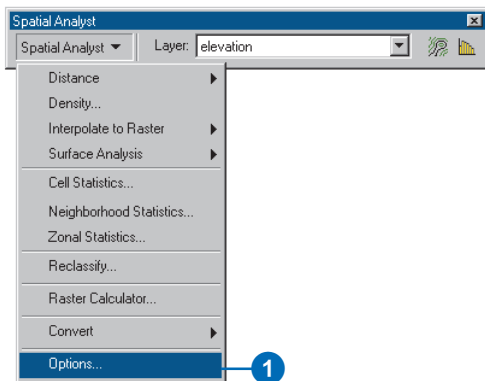 Spatial Analyst
Spatial Analyst Layer: elevation
Distance
Density...
Interpolate to Raster
Surface Analysis
Cell Statistics...
Neighborhood Statistics...
Zonal Statistics...
Reclassify...
Raster Calculator...
Convert
Options...
1